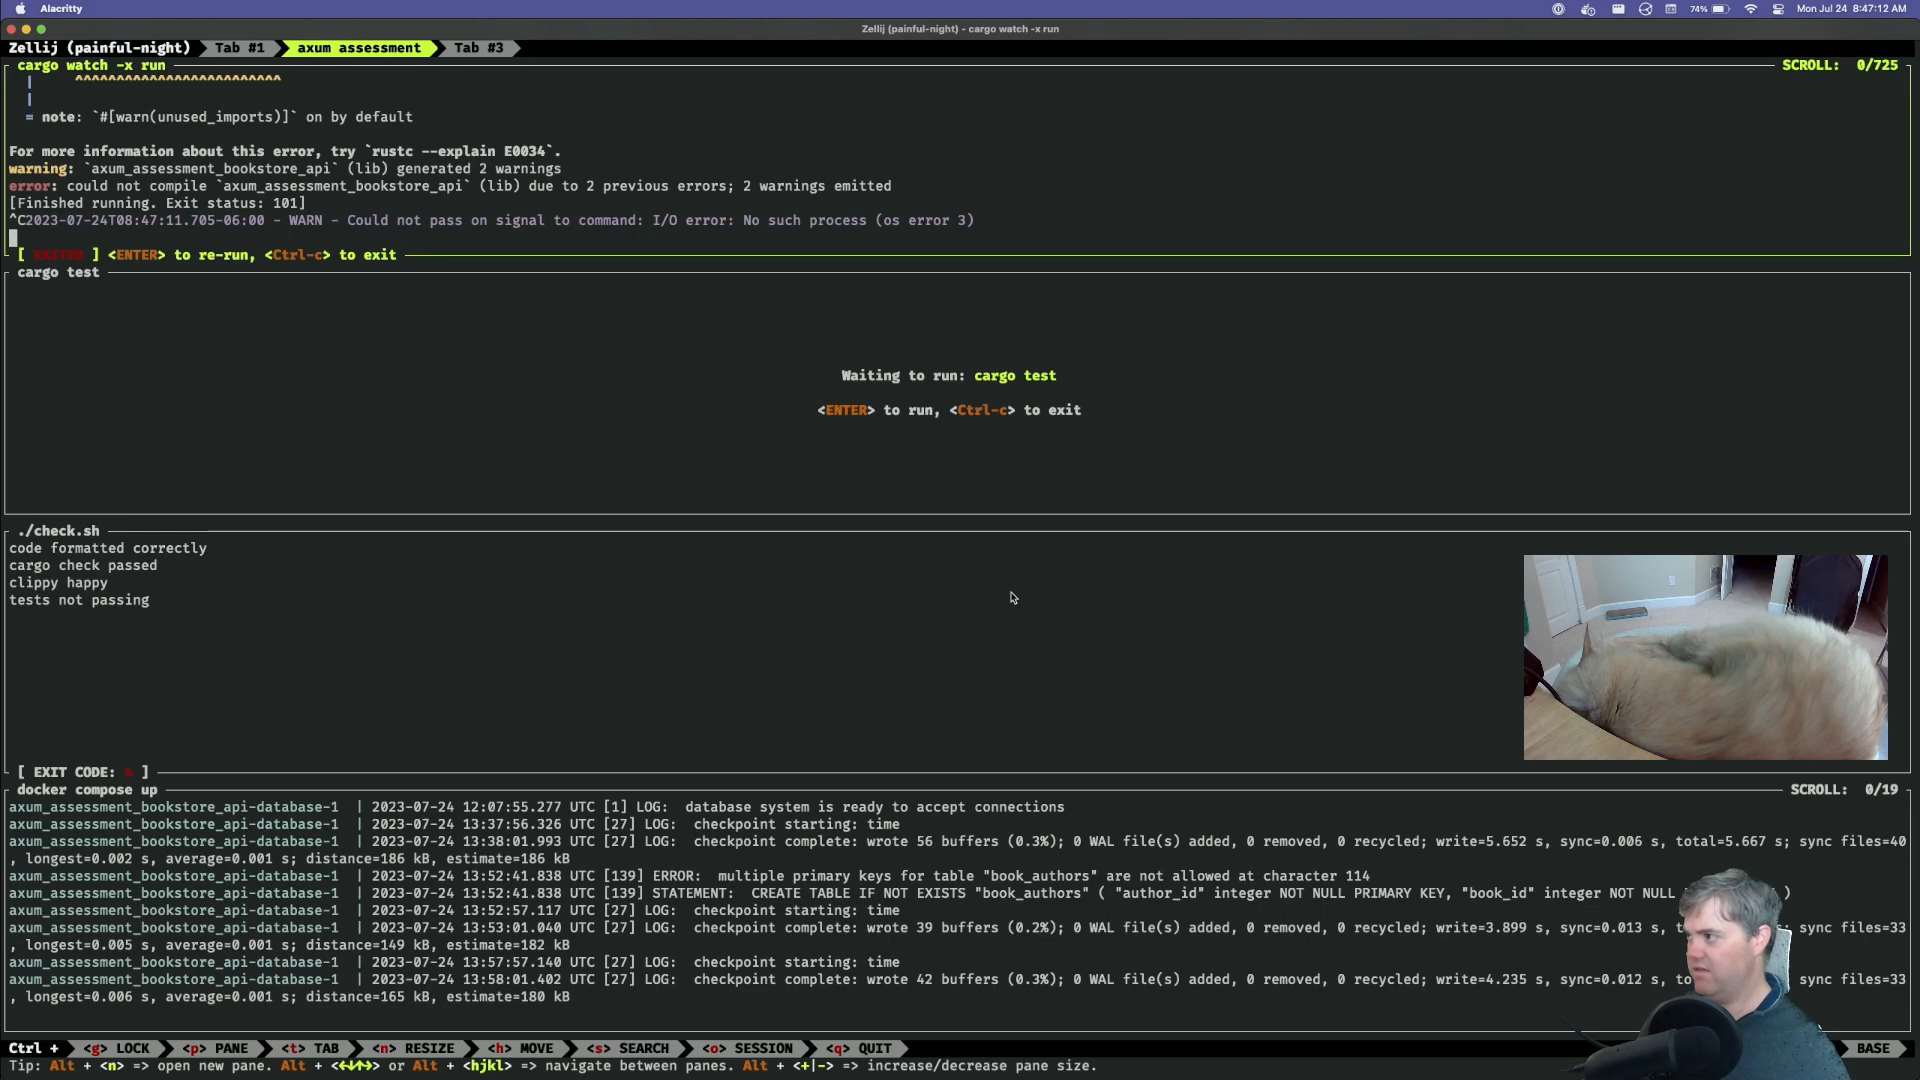 Alacritty
74%
Mon Jul 24 8:47:12 AM
Zellij (painful-night) - cargo watch -x run
Zellij (painful-night) Tab #1 axum assessment Tab #3
cargo watch -x run SCROLL: 0/725
| ^^^^^^^^^^^^^^^^^^^^^^^^^
|
= note: `#[warn(unused_imports)]` on by default
For more information about this error, try `rustc --explain E0034`.
warning: `axum_assessment_bookstore_api` (lib) generated 2 warnings
error: could not compile `axum_assessment_bookstore_api` (lib) due to 2 previous errors; 2 warnings emitted
[Finished running. Exit status: 101]
^C2023-07-24T08:47:11.705-06:00 - WARN - Could not pass on signal to command: I/O error: No such process (os error 3)
[ EXITED ] <ENTER> to re-run, <Ctrl-c> to exit
cargo test
Waiting to run: cargo test
<ENTER> to run, <Ctrl-c> to exit
./check.sh
code formatted correctly
cargo check passed
clippy happy
tests not passing
[ EXIT CODE: ]
docker compose up SCROLL: 0/19
axum_assessment_bookstore_api-database-1 | 2023-07-24 12:07:55.277 UTC [1] LOG: database system is ready to accept connections
axum_assessment_bookstore_api-database-1 | 2023-07-24 13:37:56.326 UTC [27] LOG: checkpoint starting: time
axum_assessment_bookstore_api-database-1 | 2023-07-24 13:38:01.993 UTC [27] LOG: checkpoint complete: wrote 56 buffers (0.3%); 0 WAL file(s) added, 0 removed, 0 recycled; write=5.652 s, sync=0.006 s, total=5.667 s; sync files=40
, longest=0.002 s, average=0.001 s; distance=186 kB, estimate=186 kB
axum_assessment_bookstore_api-database-1 | 2023-07-24 13:52:41.838 UTC [139] ERROR: multiple primary keys for table "book_authors" are not allowed at character 114
axum_assessment_bookstore_api-database-1 | 2023-07-24 13:52:41.838 UTC [139] STATEMENT: CREATE TABLE IF NOT EXISTS "book_authors" ( "author_id" integer NOT NULL PRIMARY KEY, "book_id" integer NOT NULL )
axum_assessment_bookstore_api-database-1 | 2023-07-24 13:52:57.117 UTC [27] LOG: checkpoint starting: time
axum_assessment_bookstore_api-database-1 | 2023-07-24 13:53:01.040 UTC [27] LOG: checkpoint complete: wrote 39 buffers (0.2%); 0 WAL file(s) added, 0 removed, 0 recycled; write=3.899 s, sync=0.013 s, sync files=33
, longest=0.005 s, average=0.001 s; distance=149 kB, estimate=182 kB
axum_assessment_bookstore_api-database-1 | 2023-07-24 13:57:57.140 UTC [27] LOG: checkpoint starting: time
axum_assessment_bookstore_api-database-1 | 2023-07-24 13:58:01.402 UTC [27] LOG: checkpoint complete: wrote 42 buffers (0.3%); 0 WAL file(s) added, 0 removed, 0 recycled; write=4.235 s, sync=0.012 s, sync files=33
, longest=0.006 s, average=0.001 s; distance=165 kB, estimate=180 kB
Ctrl + <g> LOCK <p> PANE <t> TAB <n> RESIZE <h> MOVE <s> SEARCH <o> SESSION <q> QUIT BASE
Tip: Alt + <n> => open new pane. Alt + <←↓↑→> or Alt + <hjkl> => navigate between panes. Alt + <+|-> => increase/decrease pane size.